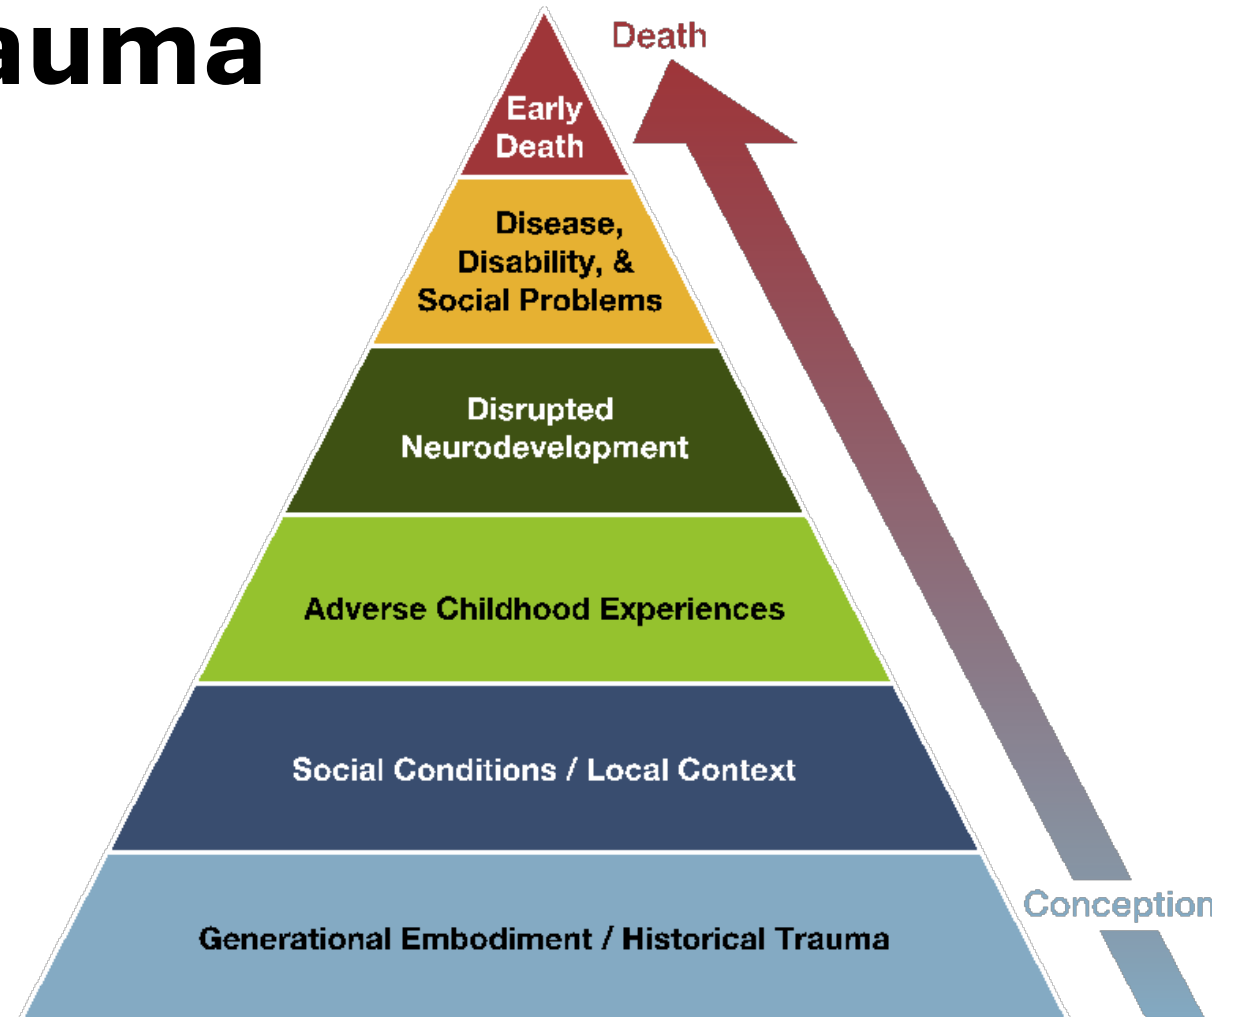 auma
Death
Early
Death
Disease,
Disability, &
Social Problems
Disrupted
Neurodevelopment
Adverse Childhood Experiences
Social Conditions / Local Context
Conception
Generational Embodiment / Historical Trauma